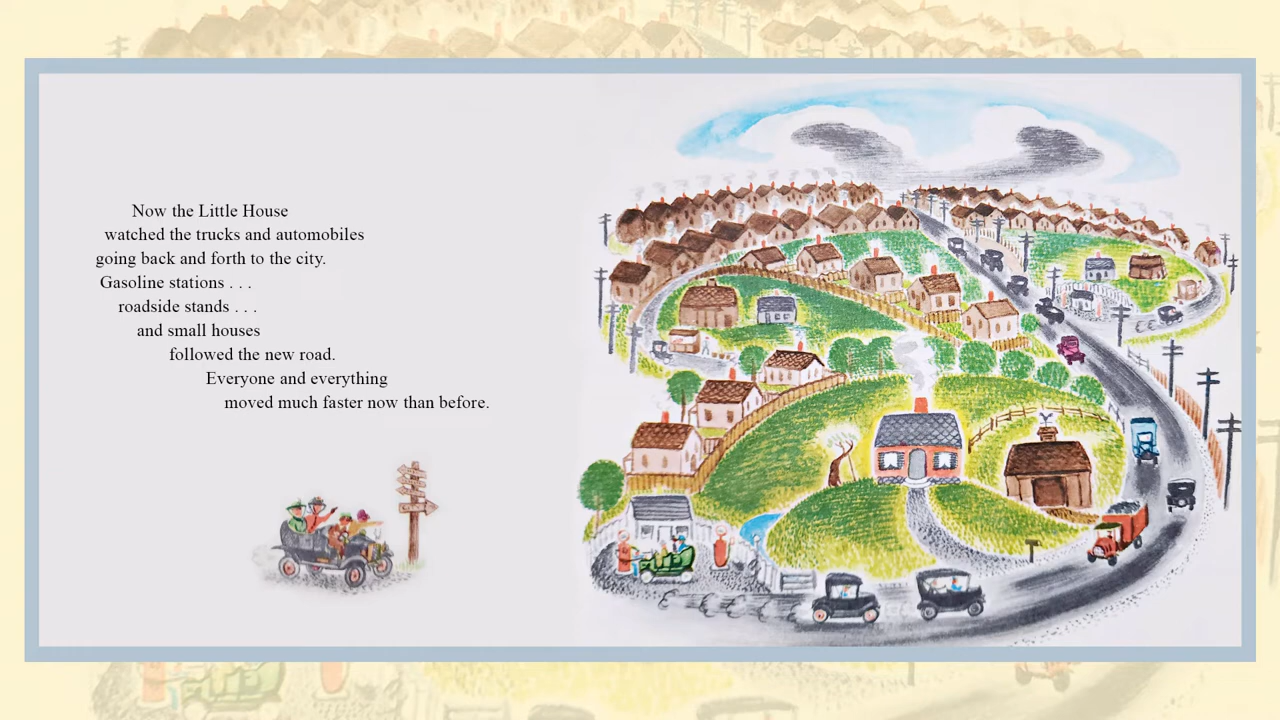 Now the Little House
watched the trucks and automobiles
going back and forth to the city.
Gasoline stations . . .
roadside stands . . .
and small houses
followed the new road.
Everyone and everything
moved much faster now than before.